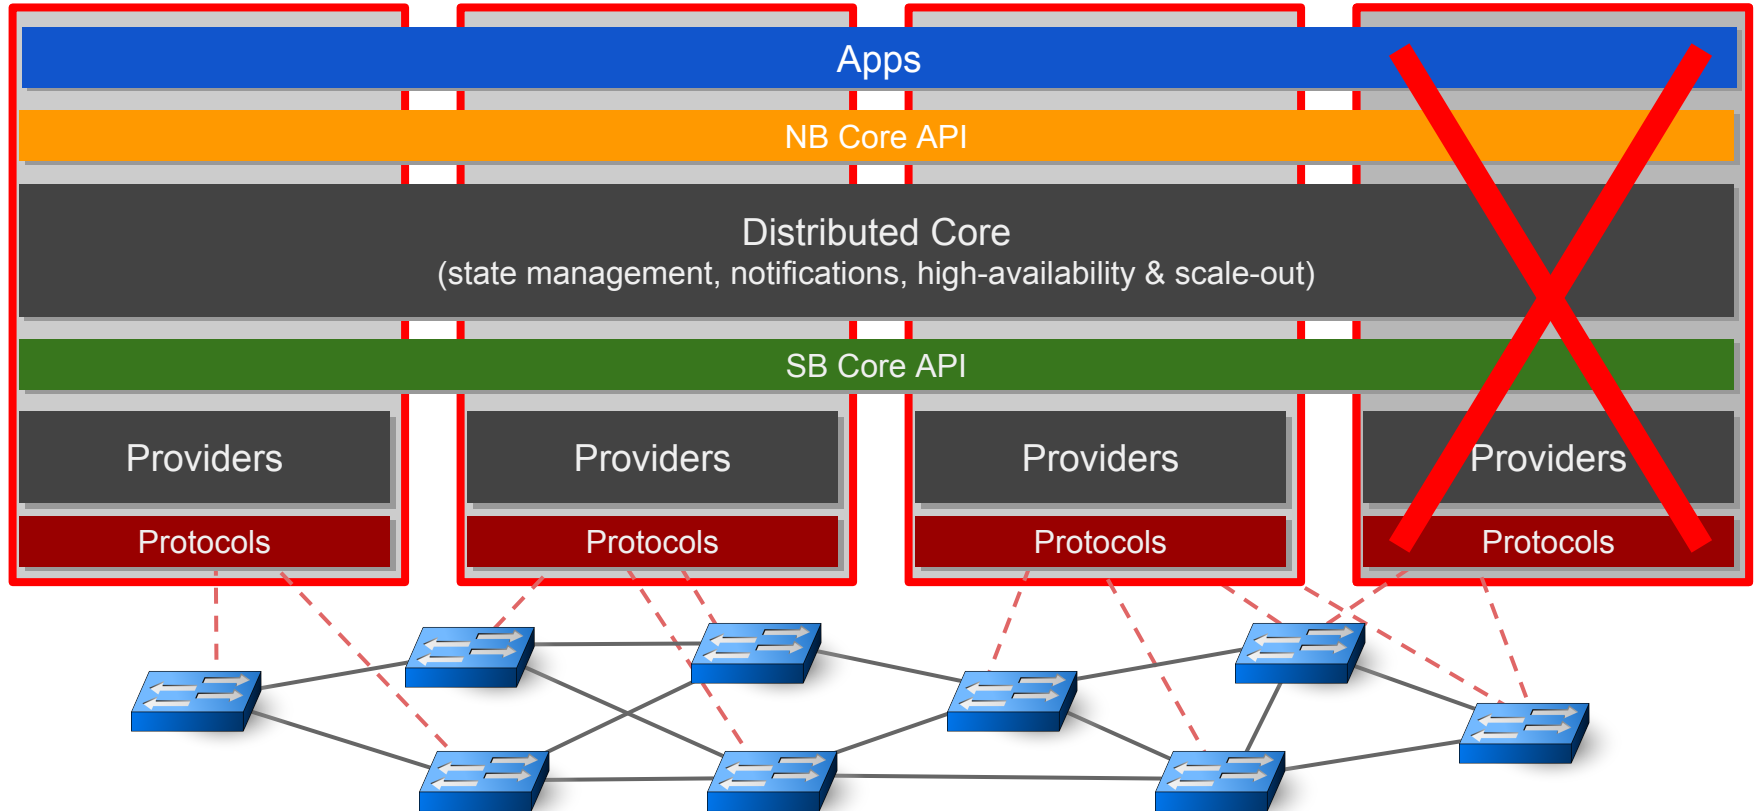 Apps
NB Core API
Distributed Core
(state management, notifications, high-availability & scale-out)
SB Core API
Providers
Providers
Providers
Providers
Protocols
Protocols
Protocols
Protocols